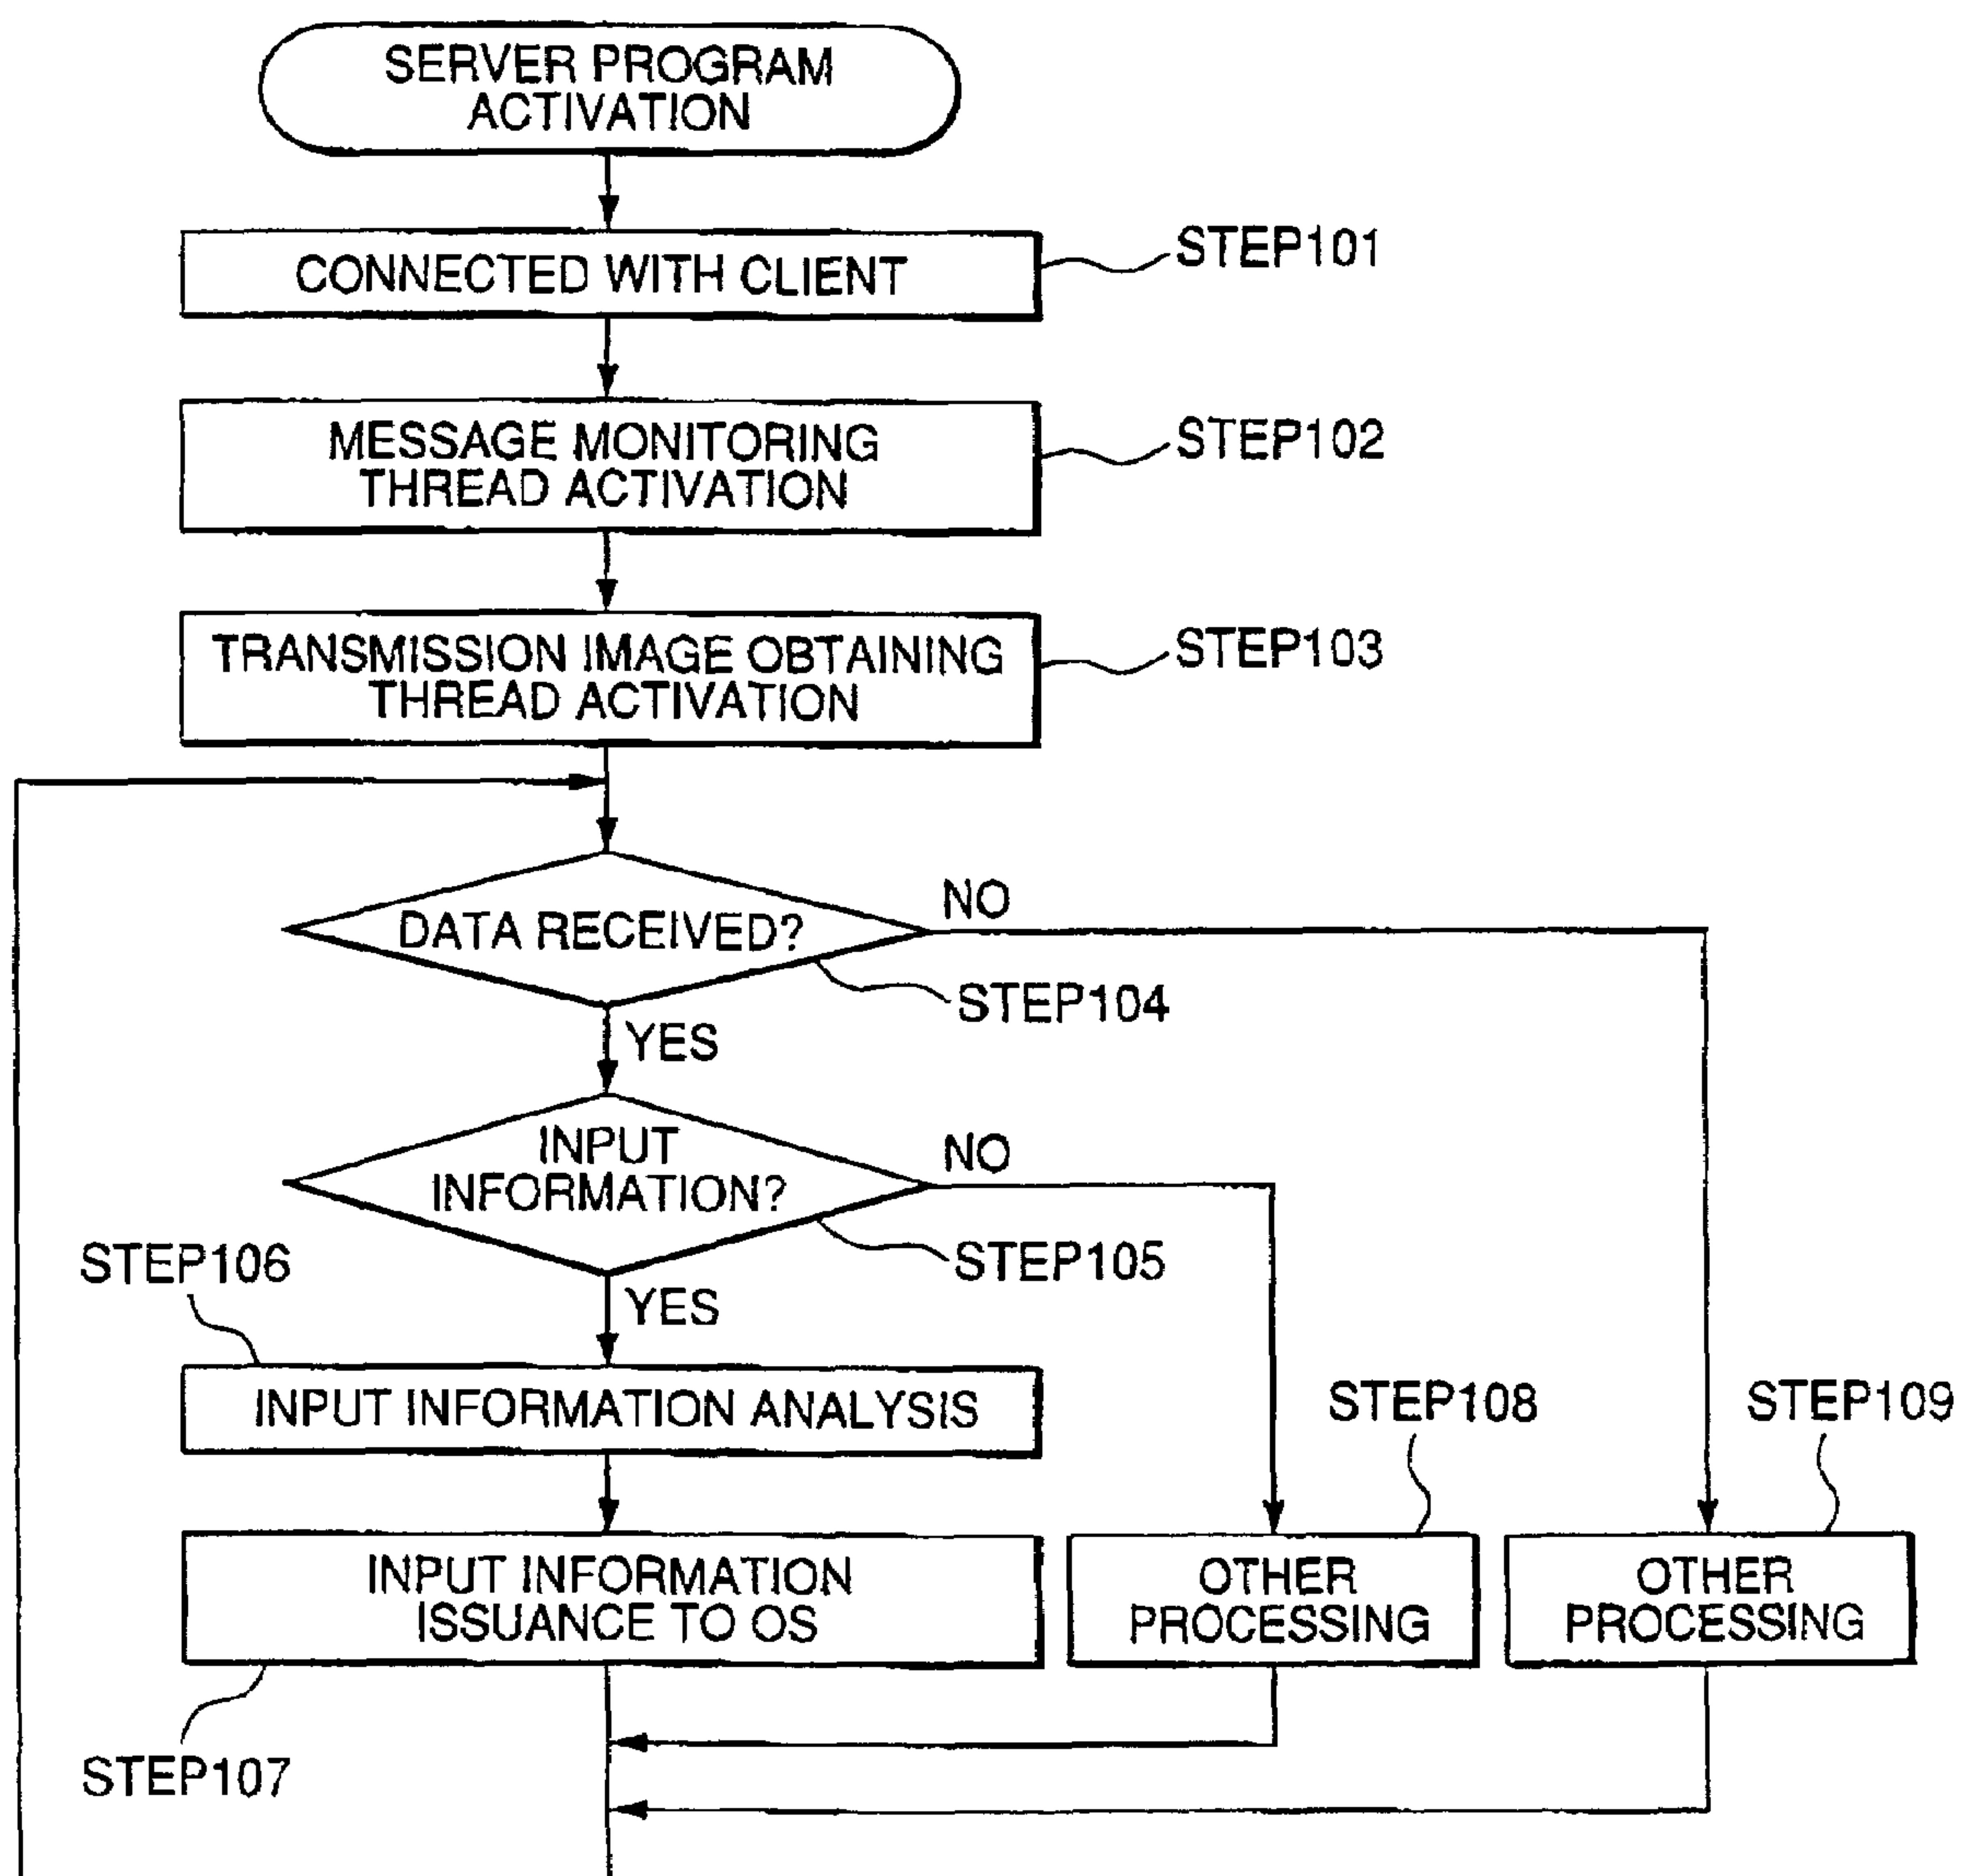 SERVER PROGRAM
ACTIVATION
CONNECTED WITH CLIENT
STEP101
MESSAGE MONITORING
THREAD ACTIVATION
STEP102
TRANSMISSION IMAGE OBTAINING
THREAD ACTIVATION
STEP103
DATA RECEIVED?
NO
STEP104
YES
INPUT
INFORMATION?
NO
STEP105
YES
STEP106
INPUT INFORMATION ANALYSIS
STEP108
STEP109
INPUT INFORMATION
ISSUANCE TO OS
OTHER
PROCESSING
OTHER
PROCESSING
STEP107